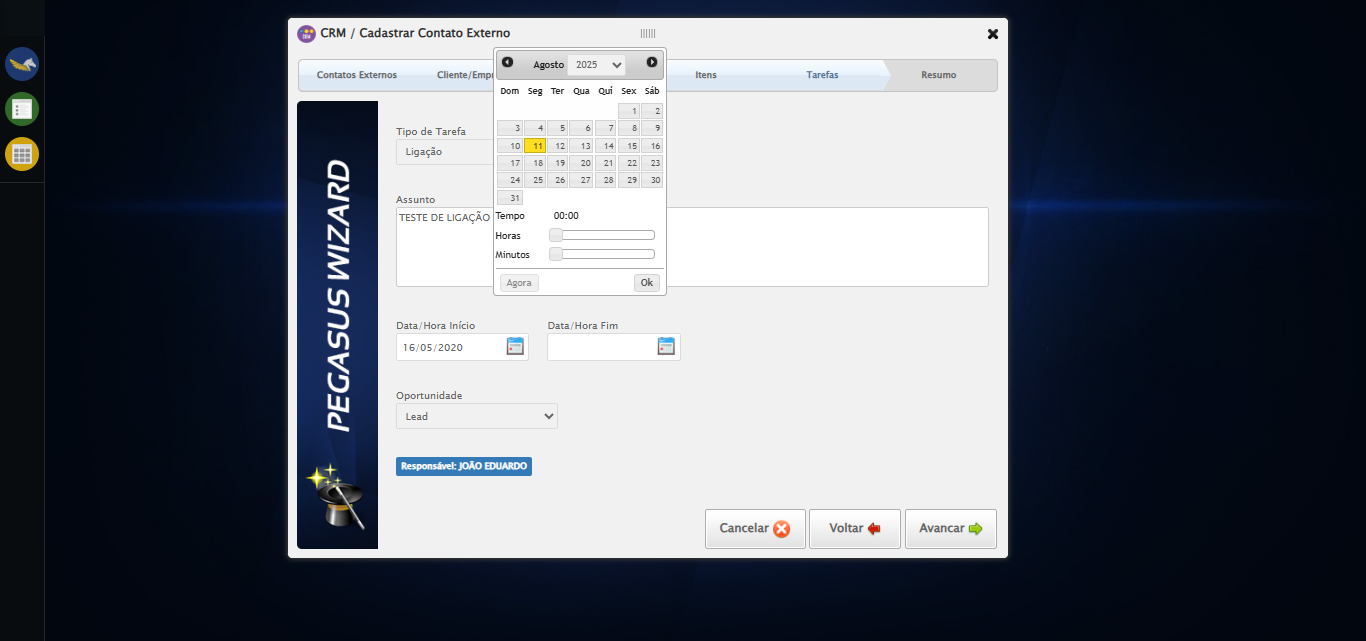 CRM / Cadastrar Contato Externo
Agosto 2025
Contatos Externos Cliente/Emp Itens Tarefas Resumo
Dom Seg Ter Qua Qui Sex Sáb
1 2
3 4 5 6 7 8 9
10 11 12 13 14 15 16
17 18 19 20 21 22 23
24 25 26 27 28 29 30
31
Tempo 00:00
Horas
Minutos
Agora Ok
PEGASUS WIZARD
Tipo de Tarefa
Ligação
Assunto
TESTE DE LIGAÇÃO
Data/Hora Início Data/Hora Fim
16/05/2020
Oportunidade
Lead
Responsável: JOÃO EDUARDO
Cancelar Voltar Avancar